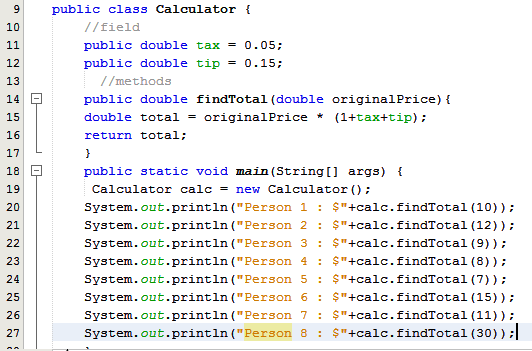 9 public class Calculator {
10 //field
11 public double tax = 0.05;
12 public double tip = 0.15;
13 //methods
14 public double findTotal(double originalPrice){
15 double total = originalPrice * (1+tax+tip);
16 return total;
17 }
18 public static void main(String[] args) {
19 Calculator calc = new Calculator();
20 System.out.println("Person 1 : $"+calc.findTotal(10));
21 System.out.println("Person 2 : $"+calc.findTotal(12));
22 System.out.println("Person 3 : $"+calc.findTotal(9));
23 System.out.println("Person 4 : $"+calc.findTotal(8));
24 System.out.println("Person 5 : $"+calc.findTotal(7));
25 System.out.println("Person 6 : $"+calc.findTotal(15));
26 System.out.println("Person 7 : $"+calc.findTotal(11));
27 System.out.println("Person 8 : $"+calc.findTotal(30));